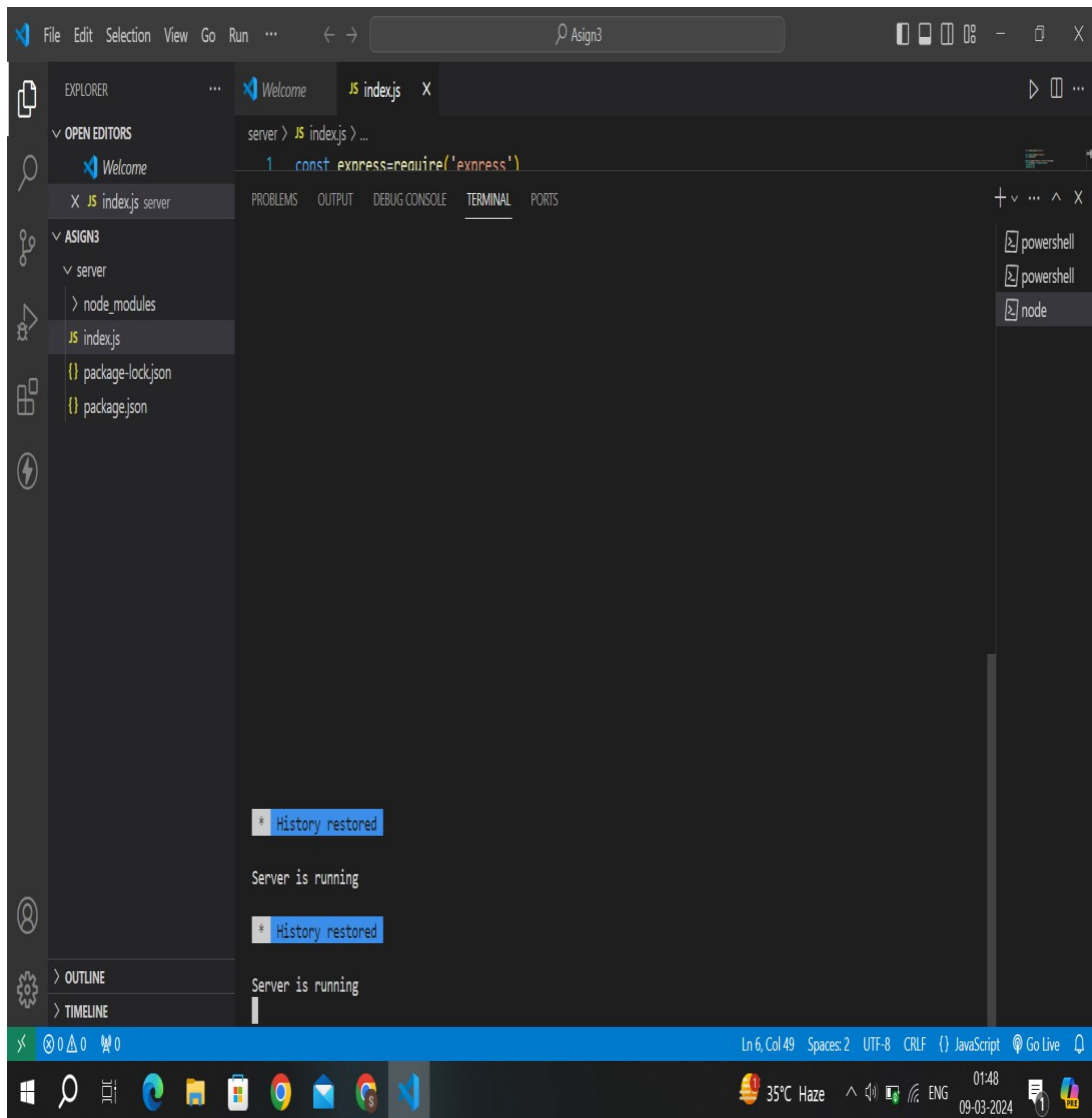 File Edit Selection View Go Run ··· Asign3
EXPLORER ···
OPEN EDITORS
Welcome
X JS index.js server
ASIGN3
server
node_modules
JS index.js
{} package-lock.json
{} package.json
OUTLINE
TIMELINE
Welcome JS index.js X
server > JS index.js > ...
1 const express=require('express')
PROBLEMS OUTPUT DEBUG CONSOLE TERMINAL PORTS
powershell
powershell
node
* History restored
Server is running
* History restored
Server is running
0 0 0 Ln 6, Col 49 Spaces: 2 UTF-8 CRLF {} JavaScript Go Live
35°C Haze ENG 01:48
09-03-2024